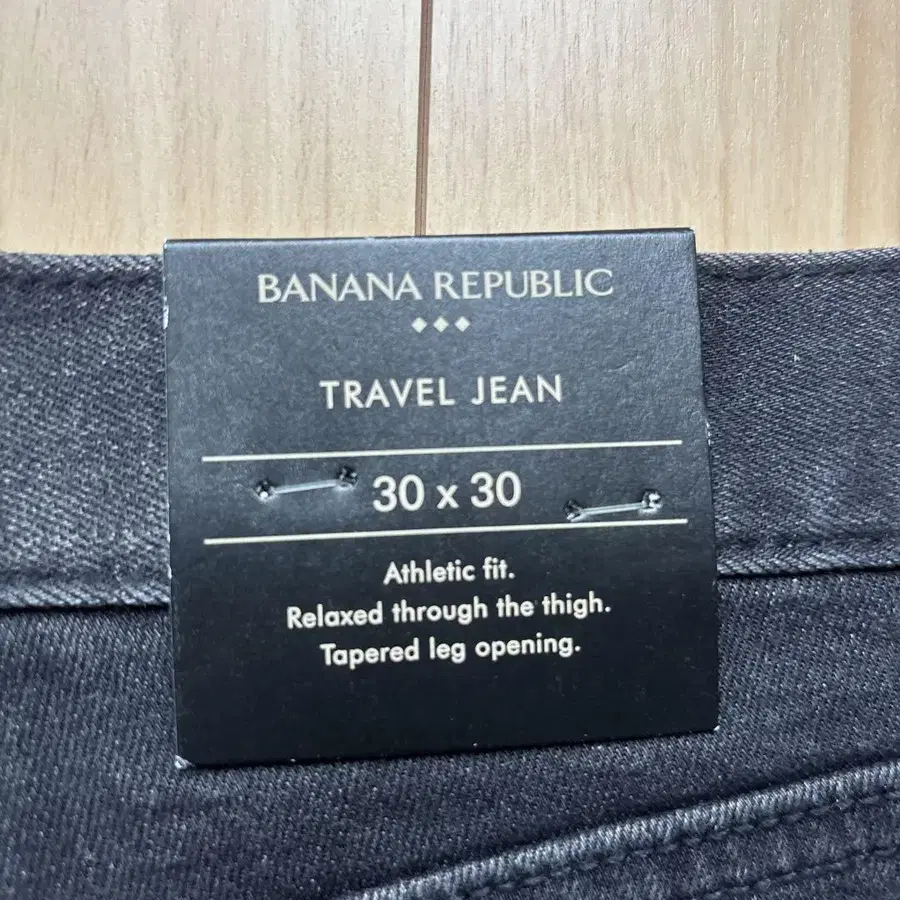 BANANA REPUBLIC
TRAVEL JEAN
30 x 30
Athletic fit.
Relaxed through the thigh.
Tapered leg opening.